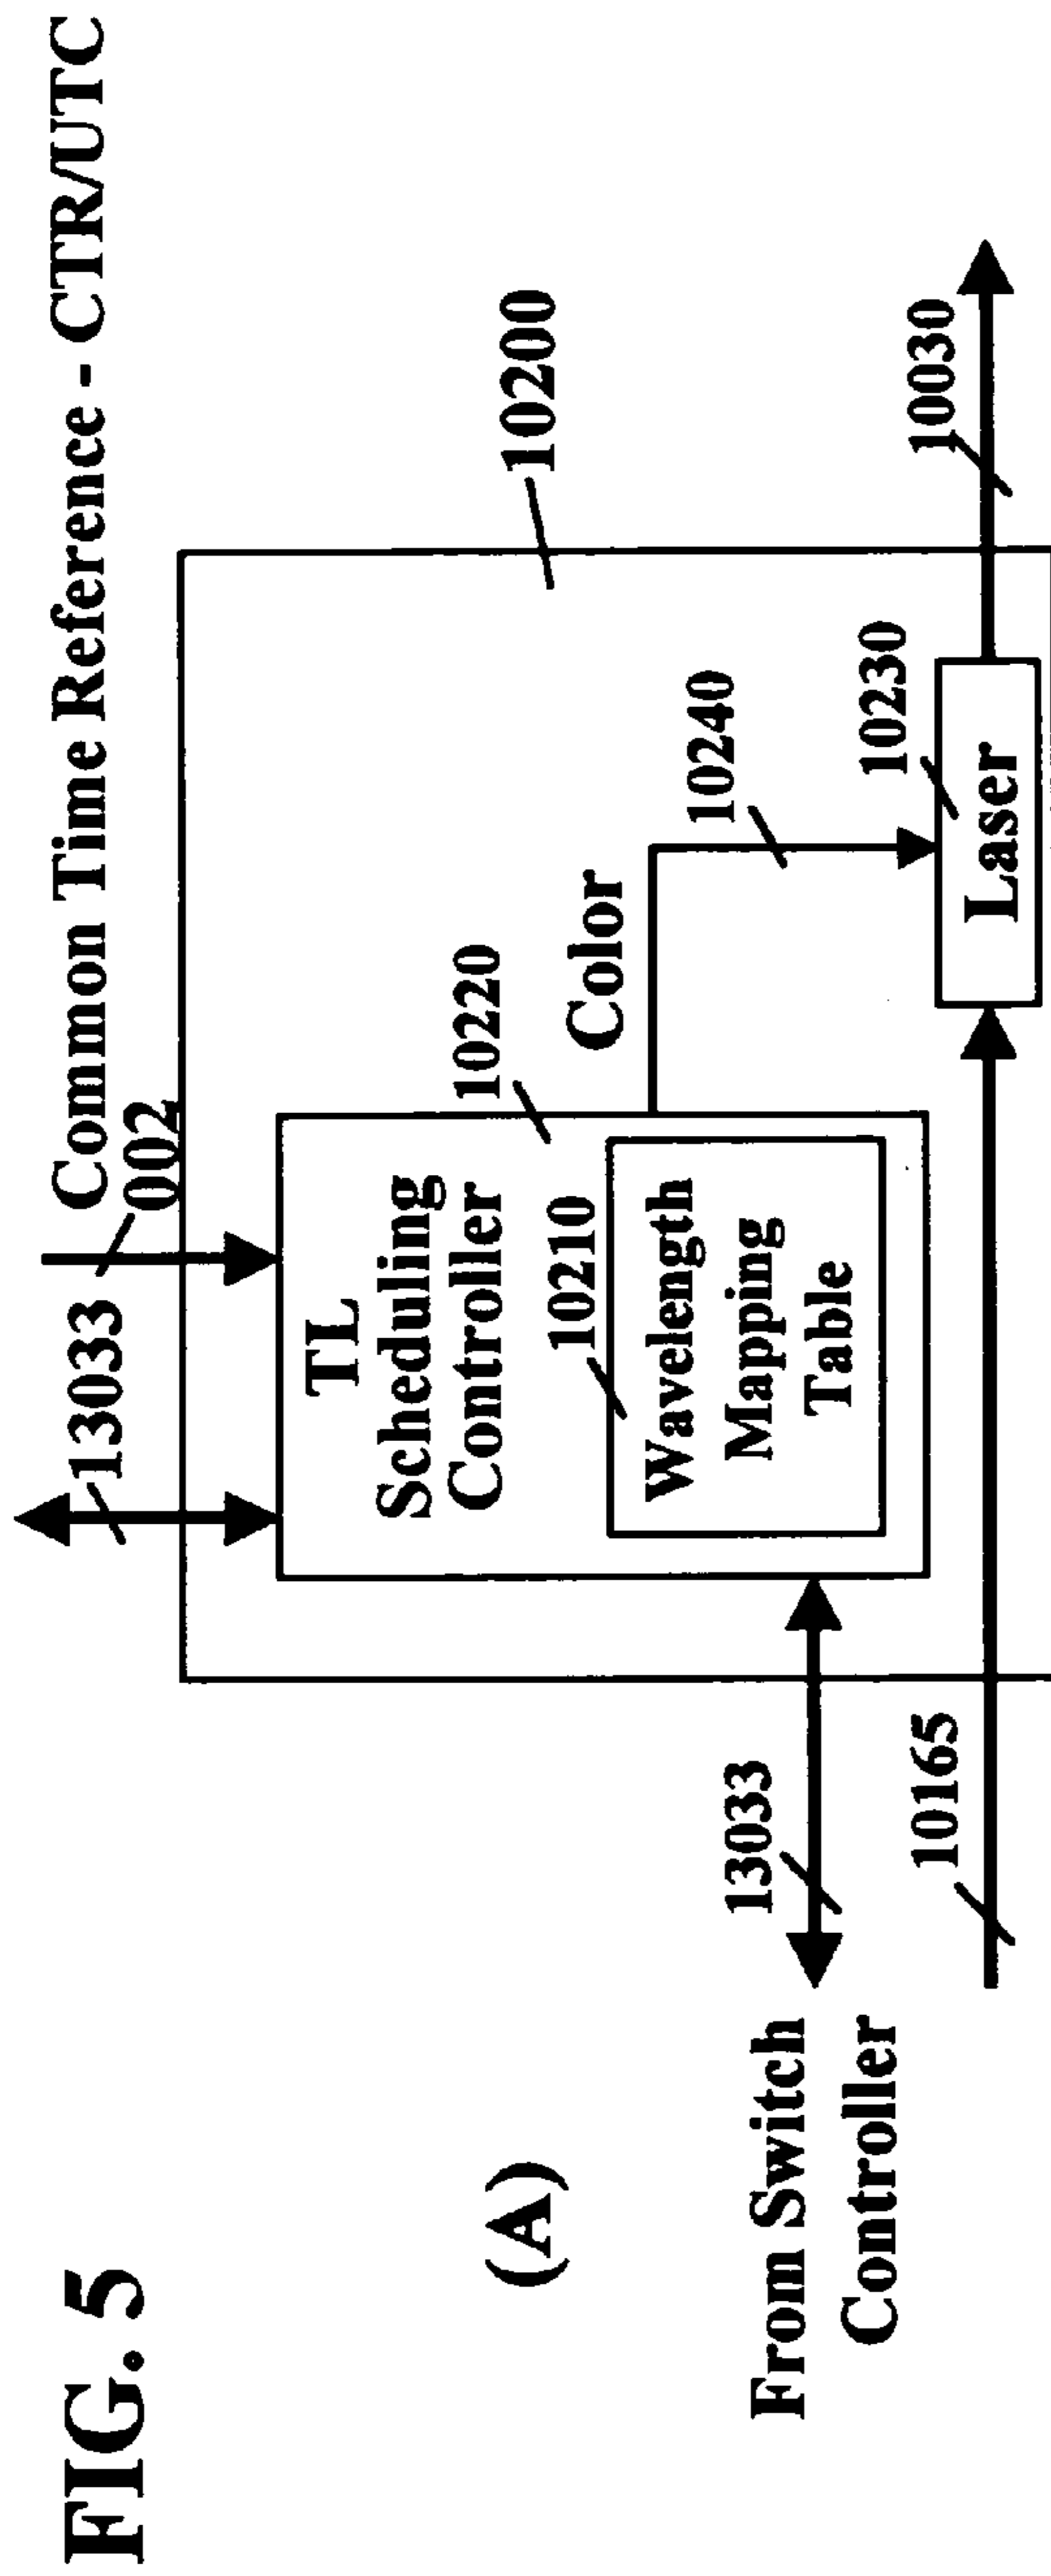 FIG. 5
Common Time Reference - CTR/UTC
13033
002
(A)
10200
TL
Scheduling
Controller
10220
10210
Color
Wavelength
Mapping
Table
10240
From Switch
Controller
13033
10230
10165
Laser
10030